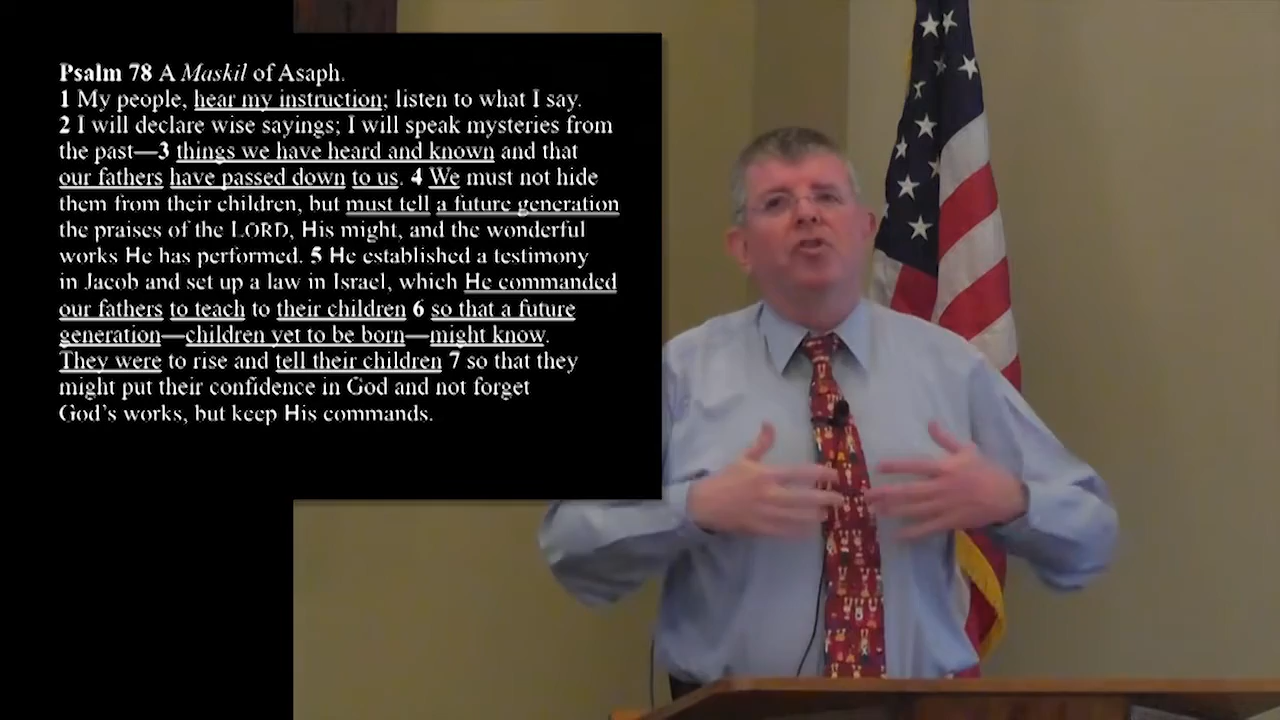 Psalm 78 A Maskil of Asaph.
1 My people, hear my instruction; listen to what I say.
2 I will declare wise sayings; I will speak mysteries from
the past—3 things we have heard and known and that
our fathers have passed down to us. 4 We must not hide
them from their children, but must tell a future generation
the praises of the LORD, His might, and the wonderful
works He has performed. 5 He established a testimony
in Jacob and set up a law in Israel, which He commanded
our fathers to teach to their children 6 so that a future
generation—children yet to be born—might know.
They were to rise and tell their children 7 so that they
might put their confidence in God and not forget
God's works, but keep His commands.